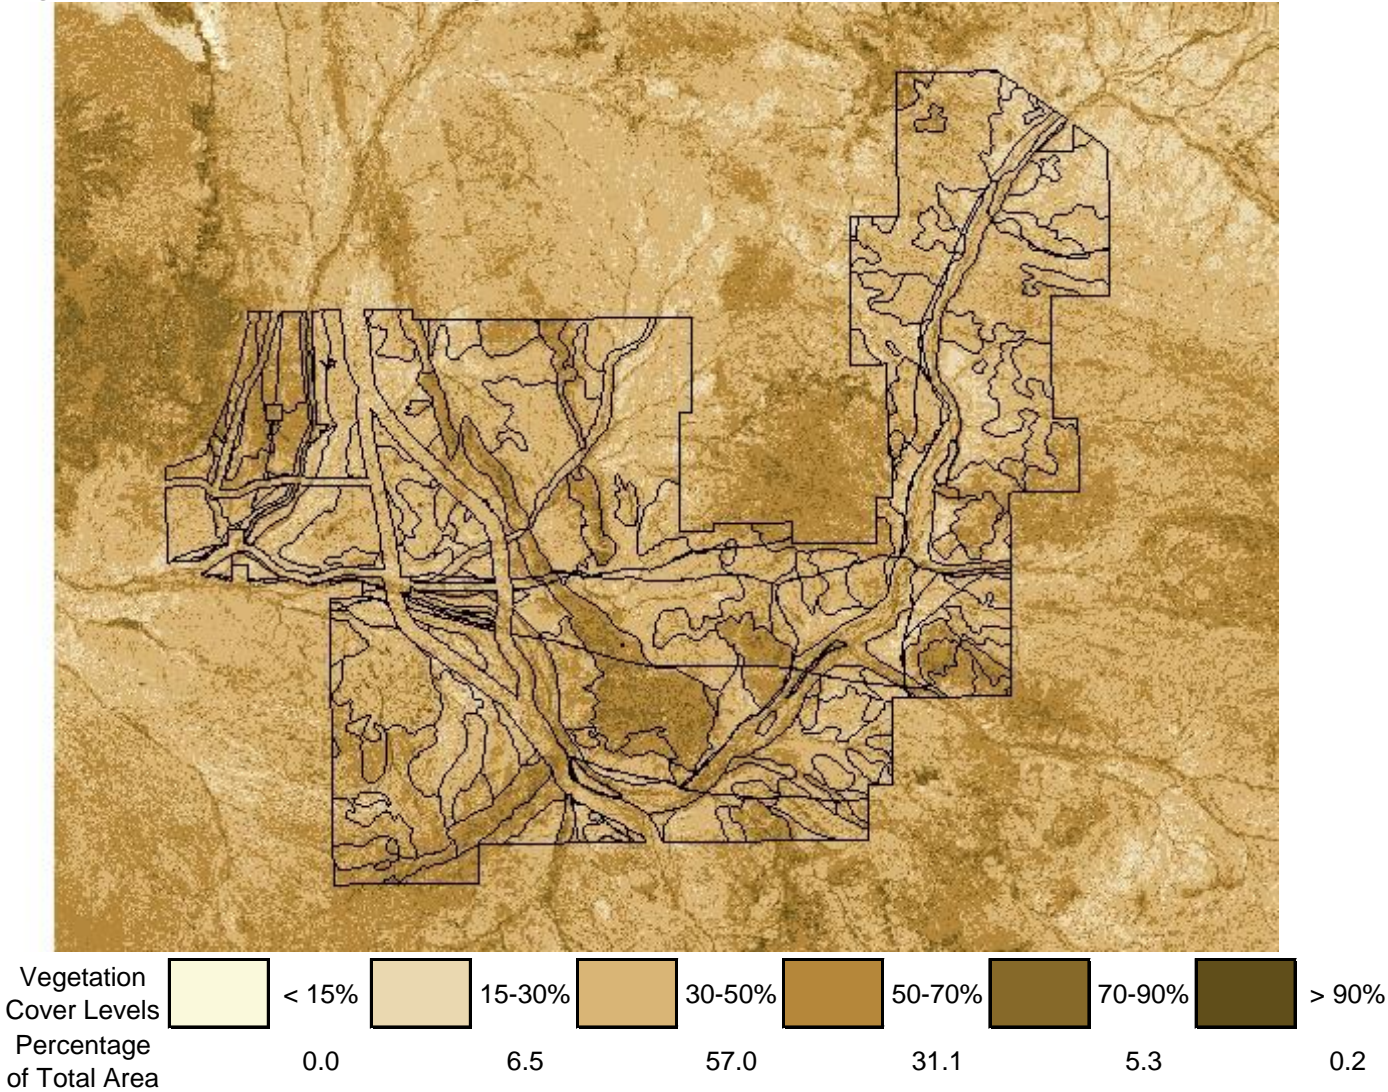 Vegetation
Cover Levels
< 15% 15-30% 30-50% 50-70% 70-90% > 90%
Percentage
of Total Area
0.0 6.5 57.0 31.1 5.3 0.2